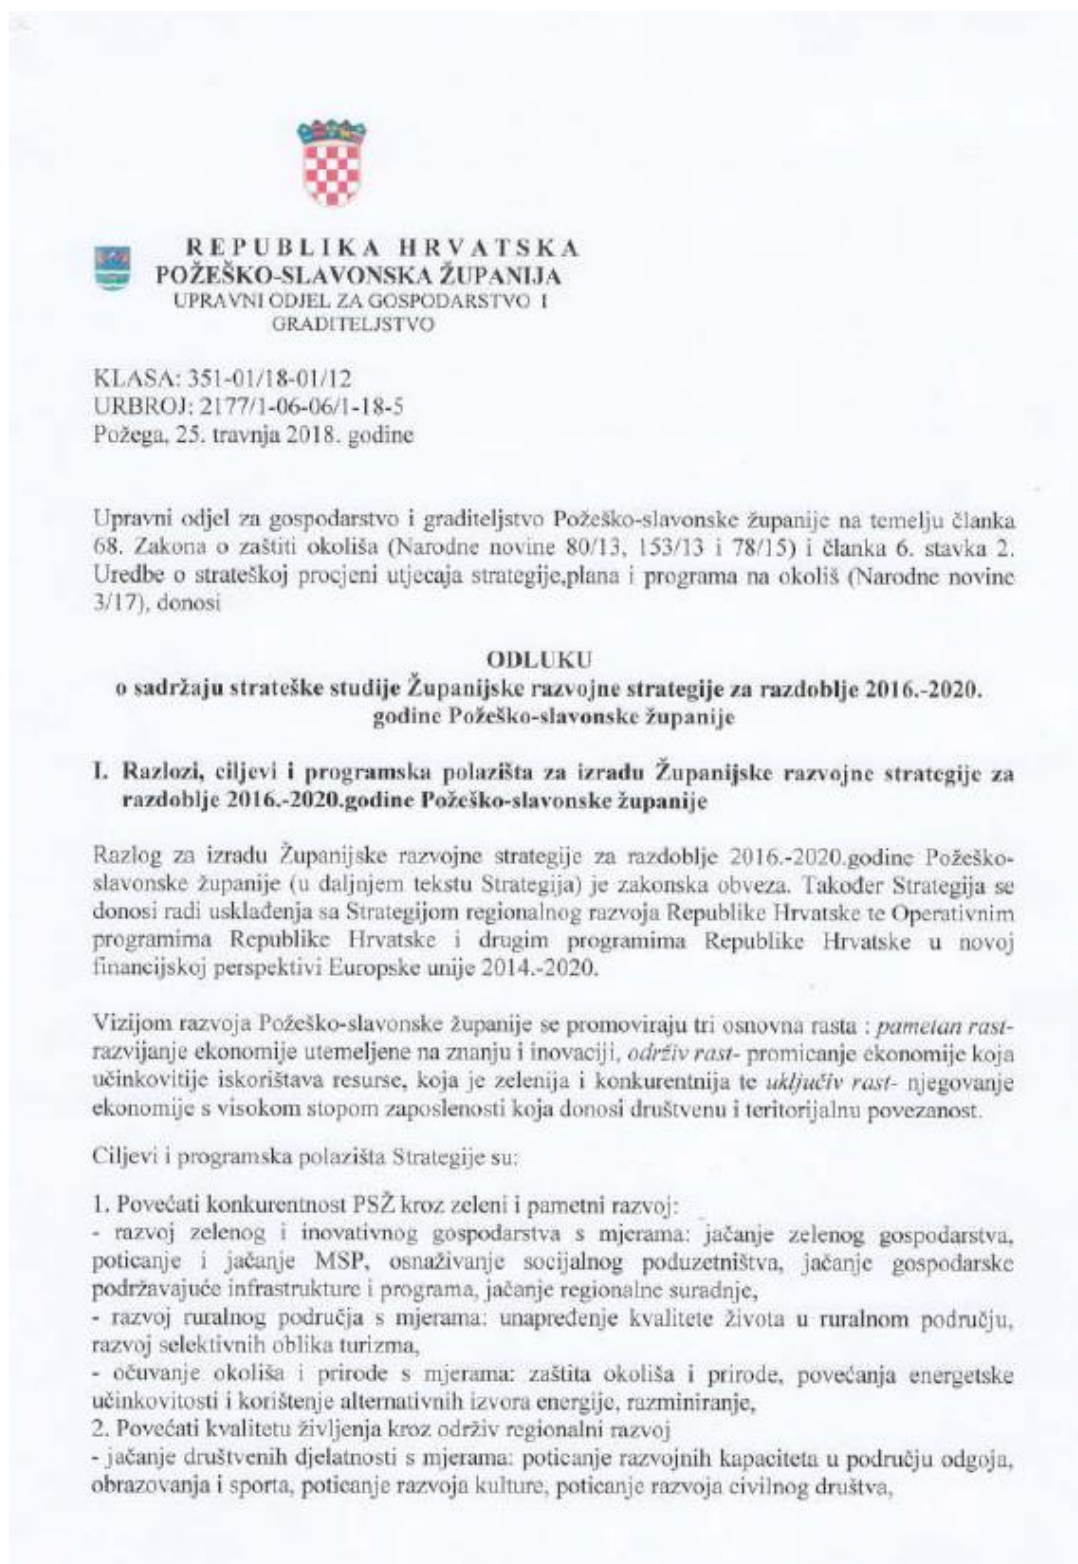 REPUBLIKA HRVATSKA
POŽEŠKO-SLAVONSKA ŽUPANIJA
UPRAVNI ODJEL ZA GOSPODARSTVO I
GRADITELJSTVO
KLASA: 351-01/18-01/12
URBROJ: 2177/1-06-06/1-18-5
Požega, 25. travnja 2018. godine
Upravni odjel za gospodarstvo i graditeljstvo Požeško-slavonske županije na temelju članka
68. Zakona o zaštiti okoliša (Narodne novine 80/13, 153/13 i 78/15) i članka 6. stavka 2.
Uredbe o strateškoj procjeni utjecaja strategije,plana i programa na okoliš (Narodne novine
3/17), donosi
ODLUKU
o sadržaju strateške studije Županijske razvojne strategije za razdoblje 2016.-2020.
godine Požeško-slavonske županije
I. Razlozi, ciljevi i programska polazišta za izradu Županijske razvojne strategije za
razdoblje 2016.-2020.godine Požeško-slavonske županije
Razlog za izradu Županijske razvojne strategije za razdoblje 2016.-2020.godine Požeško-
slavonske županije (u daljnjem tekstu Strategija) je zakonska obveza. Također Strategija se
donosi radi usklađenja sa Strategijom regionalnog razvoja Republike Hrvatske te Operativnim
programima Republike Hrvatske i drugim programima Republike Hrvatske u novoj
financijskoj perspektivi Europske unije 2014.-2020.
Vizijom razvoja Požeško-slavonske županije se promoviraju tri osnovna rasta : pametan rast-
razvijanje ekonomije utemeljene na znanju i inovaciji, održiv rast- promicanje ekonomije koja
učinkovitije iskorištava resurse, koja je zelenija i konkurentnija te uključiv rast- njegovanje
ekonomije s visokom stopom zaposlenosti koja donosi društvenu i teritorijalnu povezanost.
Ciljevi i programska polazišta Strategije su:
1. Povećati konkurentnost PSŽ kroz zeleni i pametni razvoj:
- razvoj zelenog i inovativnog gospodarstva s mjerama: jačanje zelenog gospodarstva,
poticanje i jačanje MSP, osnaživanje socijalnog poduzetništva, jačanje gospodarske
podržavajuće infrastrukture i programa, jačanje regionalne suradnje,
- razvoj ruralnog područja s mjerama: unapređenje kvalitete života u ruralnom području,
razvoj selektivnih oblika turizma,
- očuvanje okoliša i prirode s mjerama: zaštita okoliša i prirode, povećanja energetske
učinkovitosti i korištenje alternativnih izvora energije, razminiranje,
2. Povećati kvalitetu življenja kroz održiv regionalni razvoj
- jačanje društvenih djelatnosti s mjerama: poticanje razvojnih kapaciteta u području odgoja,
obrazovanja i sporta, poticanje razvoja kulture, poticanje razvoja civilnog društva,